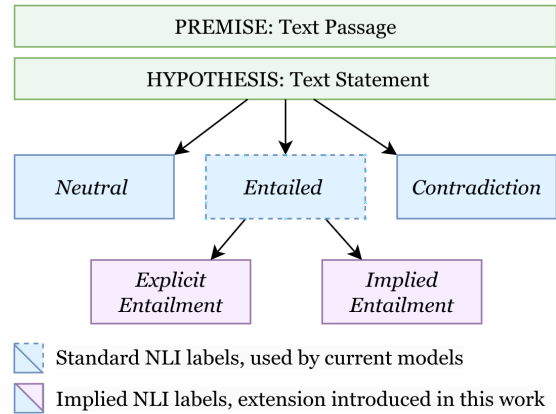 PREMISE: Text Passage
HYPOTHESIS: Text Statement
Neutral
Entailed
Contradiction
Explicit
Entailment
Implied
Entailment
Standard NLI labels, used by current models
Implied NLI labels, extension introduced in this work